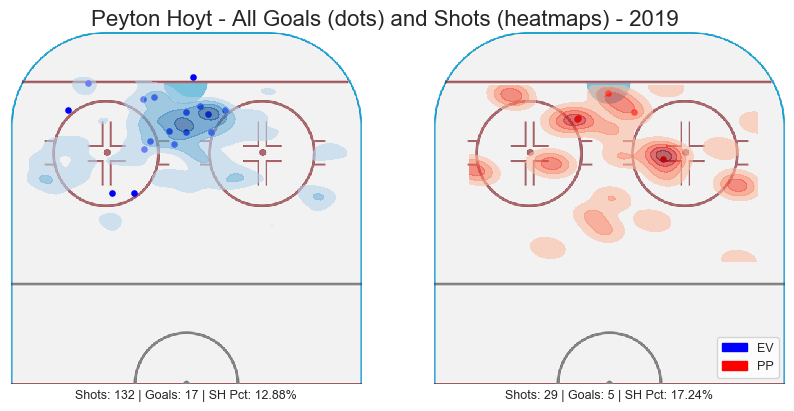 Peyton Hoyt - All Goals (dots) and Shots (heatmaps) - 2019
EV
PP
Shots: 132 | Goals: 17 | SH Pct: 12.88%
Shots: 29 | Goals: 5 | SH Pct: 17.24%